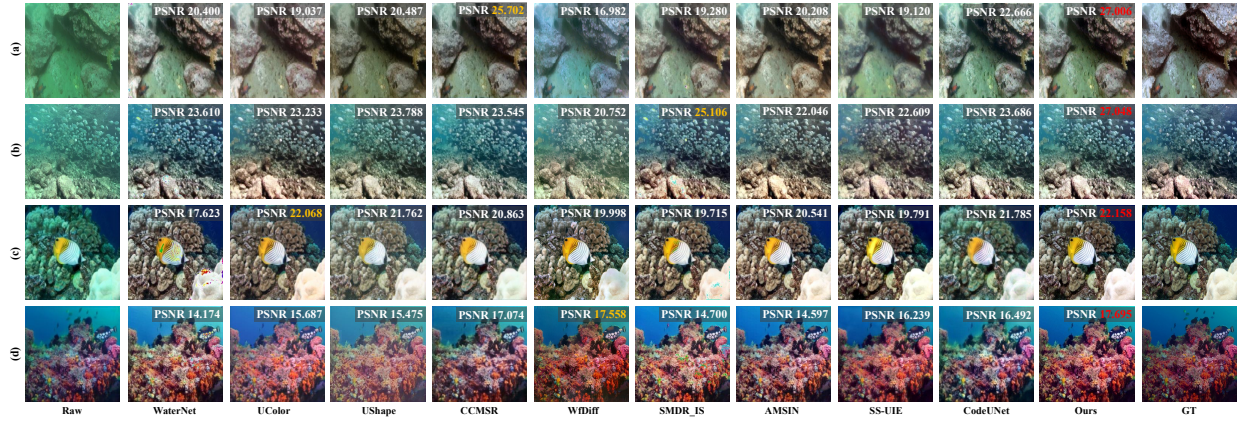 (a) PSNR 20.400 PSNR 19.037 PSNR 20.487 PSNR 25.702 PSNR 16.982 PSNR 19.280 PSNR 20.208 PSNR 19.120 PSNR 22.666 PSNR 27.006
(b) PSNR 23.610 PSNR 23.233 PSNR 23.788 PSNR 23.545 PSNR 20.752 PSNR 25.106 PSNR 22.046 PSNR 22.609 PSNR 23.686 PSNR
(c) PSNR 17.623 PSNR 22.068 PSNR 21.762 PSNR 20.863 PSNR 19.998 PSNR 19.715 PSNR 20.541 PSNR 19.791 PSNR 21.785 PSNR 22.158
(d) PSNR 14.174 PSNR 15.687 PSNR 15.475 PSNR 17.074 PSNR 17.558 PSNR 14.700 PSNR 14.597 PSNR 16.239 PSNR 16.492 PSNR 17.695
Raw WaterNet UColor UShape CCMSR WfDiff SMDR_IS AMSIN SS-UIE CodeUNet Ours GT